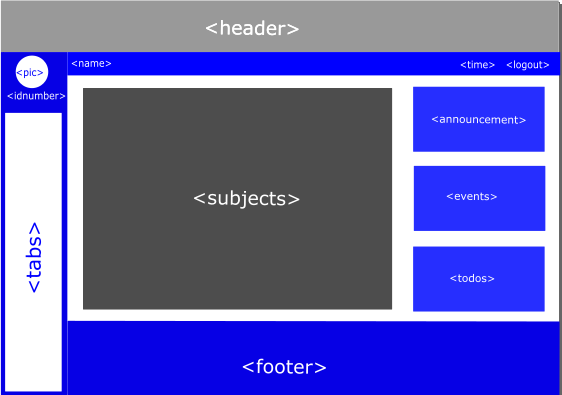 <header>
<pic>
<idnumber>
<name>
<time>
<logout>
<tabs>
<subjects>
<announcement>
<events>
<todos>
<footer>